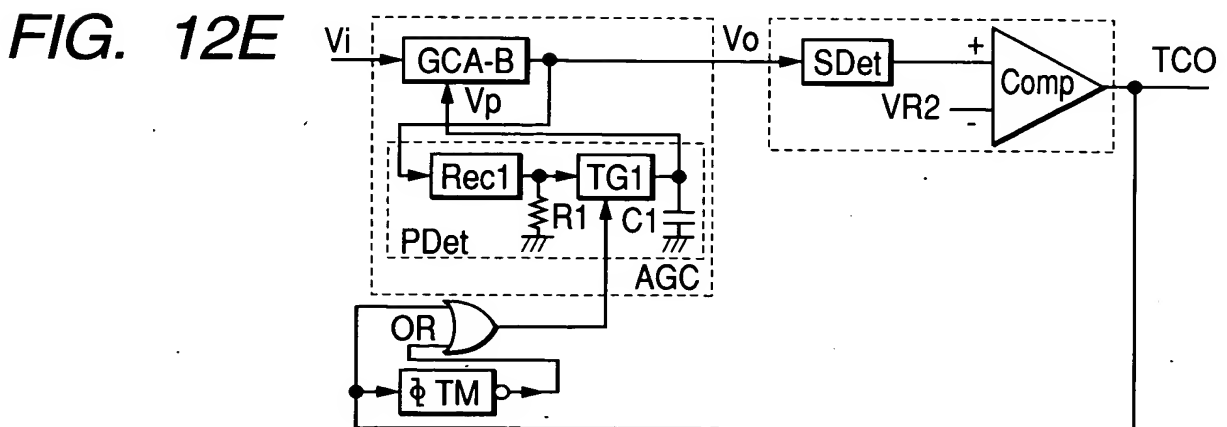 FIG. 12E
Vi
GCA-B
Vp
Vo
SDet
+
VR2
-
Comp
TCO
Rec1
R1
TG1
C1
PDet
AGC
OR
TM